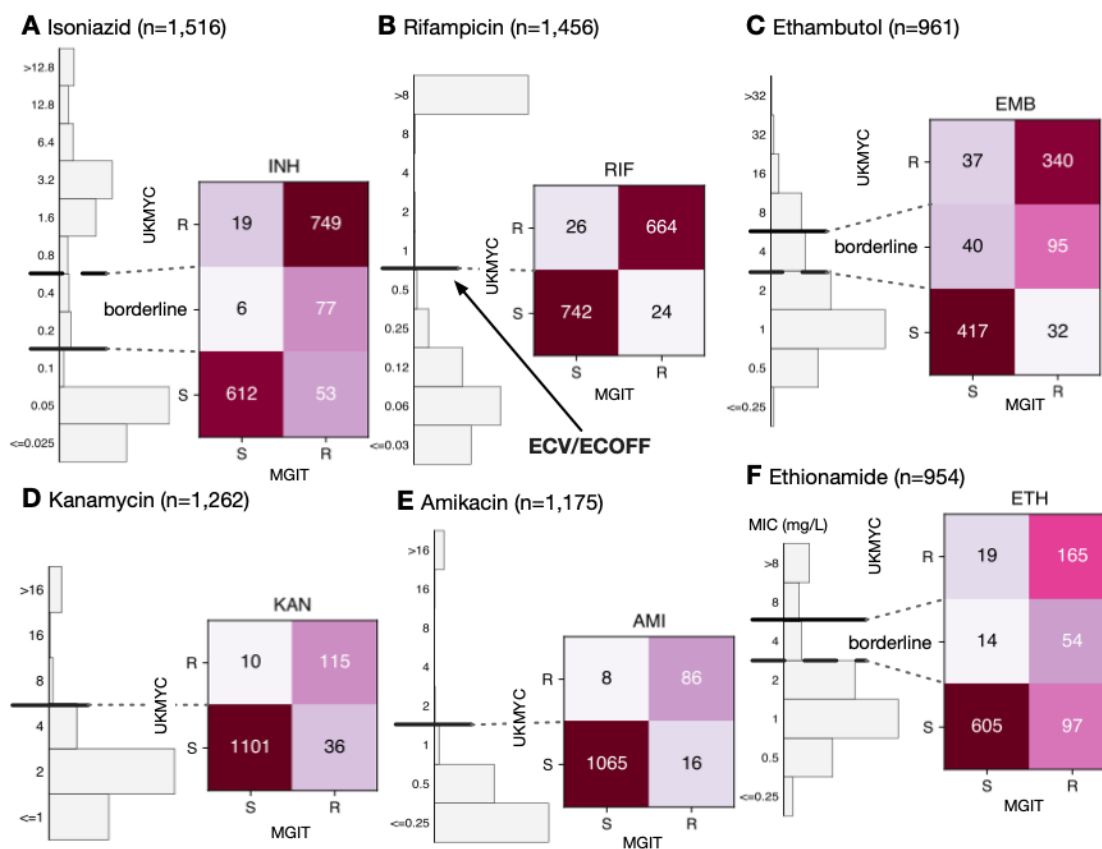 A Isoniazid (n=1,516)
>12.8
12.8
6.4
3.2
1.6
0.8
0.4
0.2
0.1
0.05
<=0.025
UKMYC
INH
R
19
749
borderline
6
77
S
612
53
S
R
MGIT
B Rifampicin (n=1,456)
>8
8
4
2
1
0.5
0.25
0.12
0.06
<=0.03
UKMYC
RIF
R
26
664
S
742
24
S
R
MGIT
ECV/ECOFF
C Ethambutol (n=961)
>32
32
16
8
4
2
1
0.5
<=0.25
UKMYC
EMB
R
37
340
borderline
40
95
S
417
32
S
R
MGIT
D Kanamycin (n=1,262)
>16
16
8
4
2
<=1
UKMYC
KAN
R
10
115
S
1101
36
S
R
MGIT
E Amikacin (n=1,175)
>16
16
8
4
2
1
0.5
<=0.25
UKMYC
AMI
R
8
86
S
1065
16
S
R
MGIT
F Ethionamide (n=954)
MIC (mg/L)
>8
8
4
2
1
0.5
<=0.25
UKMYC
ETH
R
19
165
borderline
14
54
S
605
97
S
R
MGIT